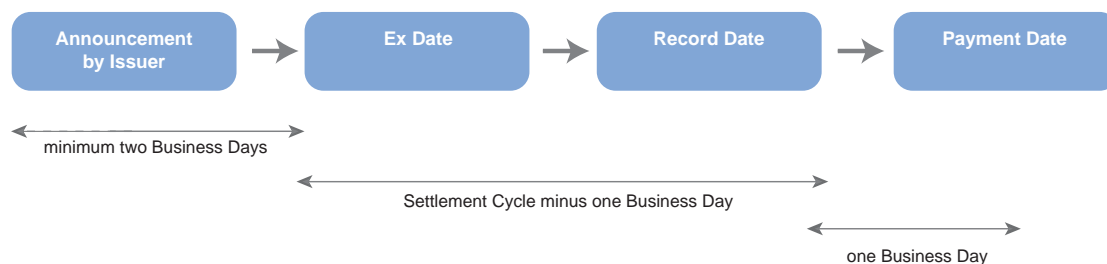 Announcement
by Issuer
Ex Date
Record Date
Payment Date
minimum two Business Days
Settlement Cycle minus one Business Day
one Business Day